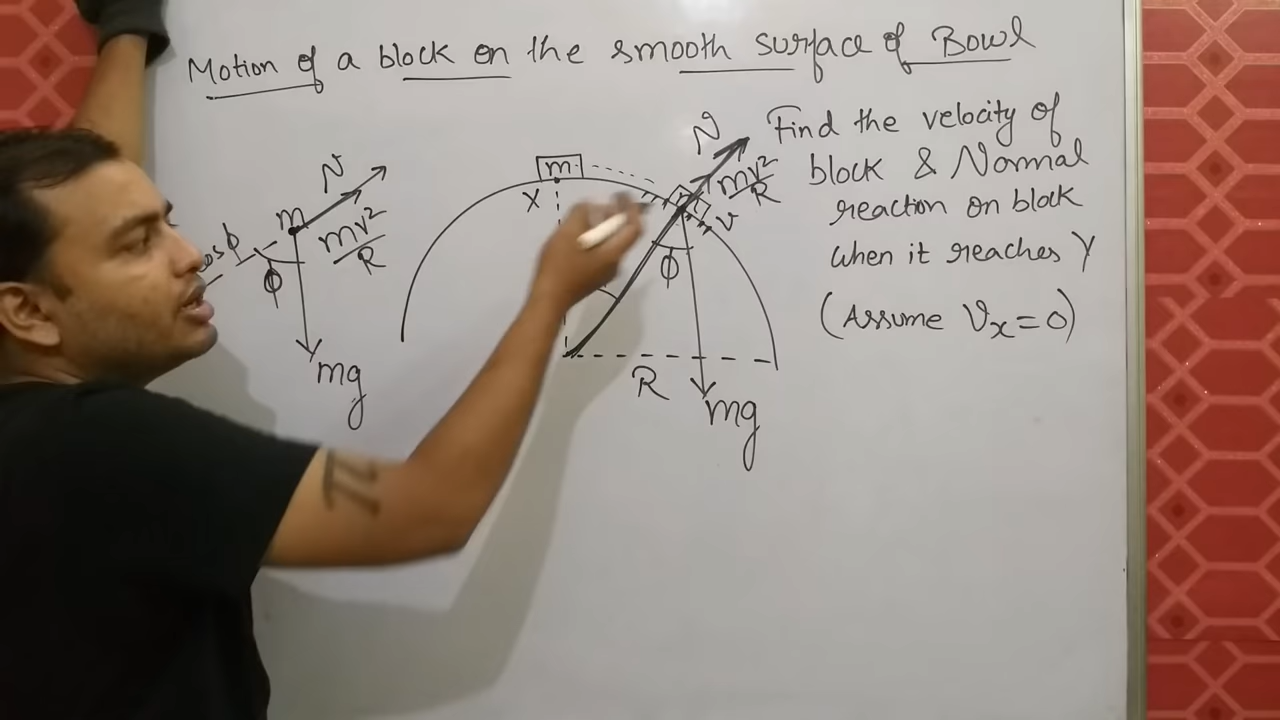 Motion of a block on the smooth surface of Bowl
Find the velocity of
block & Normal
reaction on block
when it reaches Y
(Assume Vx=0)
N
m
mv²/R
cosϕ
ϕ
mg
m
X
N
mv²/R
v
ϕ
R
mg